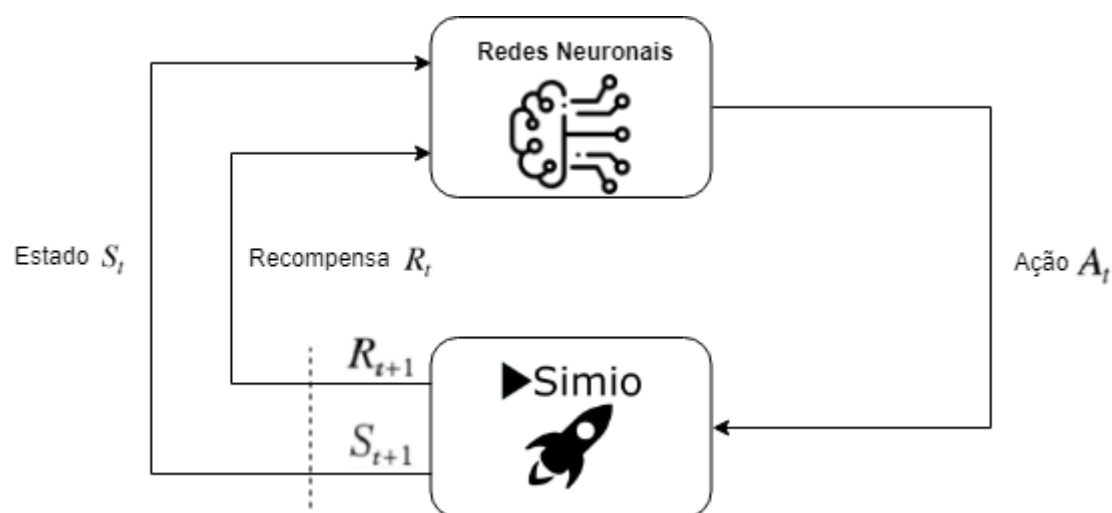 Redes Neuronais
Estado S_t
Recompensa R_t
Ação A_t
R_{t+1}
Simio
S_{t+1}